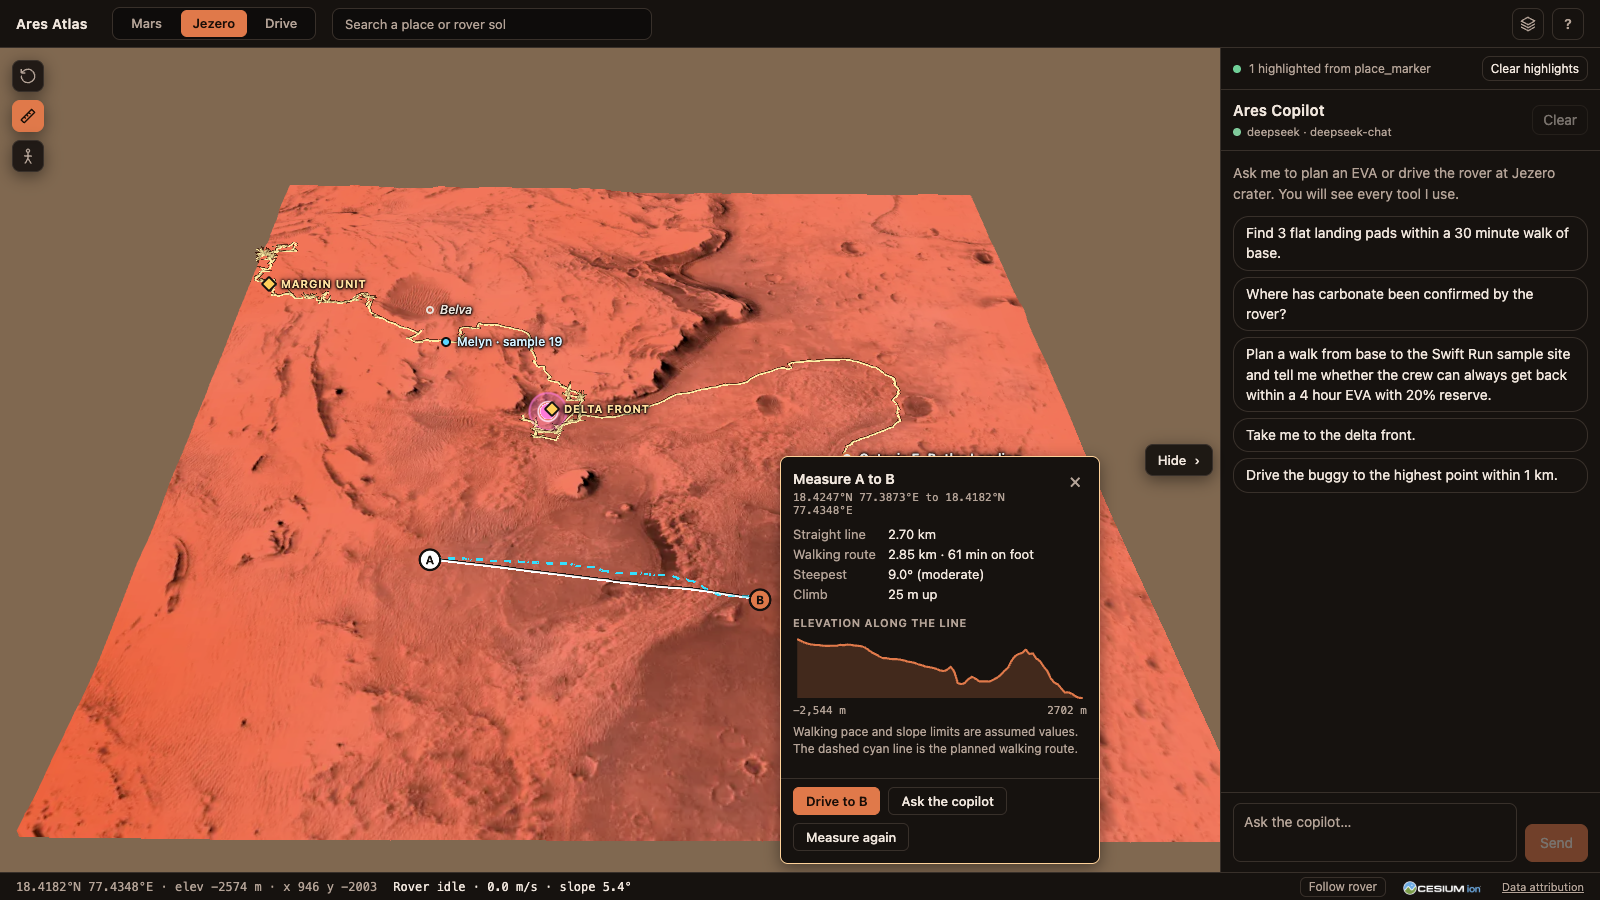 Ares Atlas
Mars
Jezero
Drive
Search a place or rover sol
?
1 highlighted from place_marker
Clear highlights
Ares Copilot
deepseek · deepseek-chat
Clear
Ask me to plan an EVA or drive the rover at Jezero
crater. You will see every tool I use.
Find 3 flat landing pads within a 30 minute walk of
base.
Where has carbonate been confirmed by the
rover?
Plan a walk from base to the Swift Run sample site
and tell me whether the crew can always get back
within a 4 hour EVA with 20% reserve.
Take me to the delta front.
Drive the buggy to the highest point within 1 km.
Hide ›
MARGIN UNIT
Belva
Melyn · sample 19
DELTA FRONT
A
B
Measure A to B
18.4247°N 77.3873°E to 18.4182°N
77.4348°E
Straight line 2.70 km
Walking route 2.85 km · 61 min on foot
Steepest 9.0° (moderate)
Climb 25 m up
ELEVATION ALONG THE LINE
−2,544 m
2702 m
Walking pace and slope limits are assumed values.
The dashed cyan line is the planned walking route.
Drive to B
Ask the copilot
Measure again
Ask the copilot...
Send
18.4182°N 77.4348°E · elev −2574 m · x 946 y −2003
Rover idle · 0.0 m/s · slope 5.4°
Follow rover
CESIUM ion
Data attribution